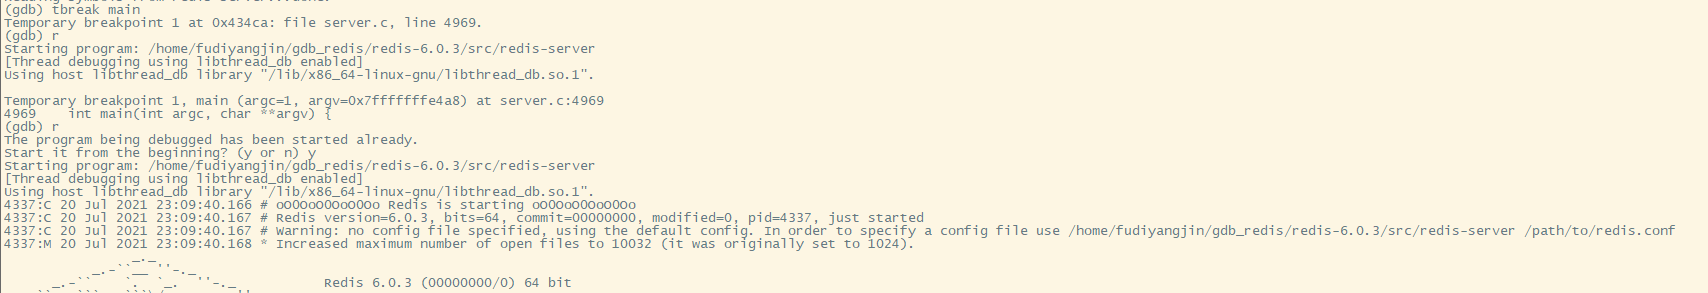 (gdb) tbreak main
Temporary breakpoint 1 at 0x434ca: file server.c, line 4969.
(gdb) r
Starting program: /home/fudiyangjin/gdb_redis/redis-6.0.3/src/redis-server
[Thread debugging using libthread_db enabled]
Using host libthread_db library "/lib/x86_64-linux-gnu/libthread_db.so.1".
Temporary breakpoint 1, main (argc=1, argv=0x7fffffffe4a8) at server.c:4969
4969    int main(int argc, char **argv) {
(gdb) r
The program being debugged has been started already.
Start it from the beginning? (y or n) y
Starting program: /home/fudiyangjin/gdb_redis/redis-6.0.3/src/redis-server
[Thread debugging using libthread_db enabled]
Using host libthread_db library "/lib/x86_64-linux-gnu/libthread_db.so.1".
4337:C 20 Jul 2021 23:09:40.166 # oO0OoO0OoO0Oo Redis is starting oO0OoO0OoO0Oo
4337:C 20 Jul 2021 23:09:40.167 # Redis version=6.0.3, bits=64, commit=00000000, modified=0, pid=4337, just started
4337:C 20 Jul 2021 23:09:40.167 # Warning: no config file specified, using the default config. In order to specify a config file use /home/fudiyangjin/gdb_redis/redis-6.0.3/src/redis-server /path/to/redis.conf
4337:M 20 Jul 2021 23:09:40.168 * Increased maximum number of open files to 10032 (it was originally set to 1024).
Redis 6.0.3 (00000000/0) 64 bit